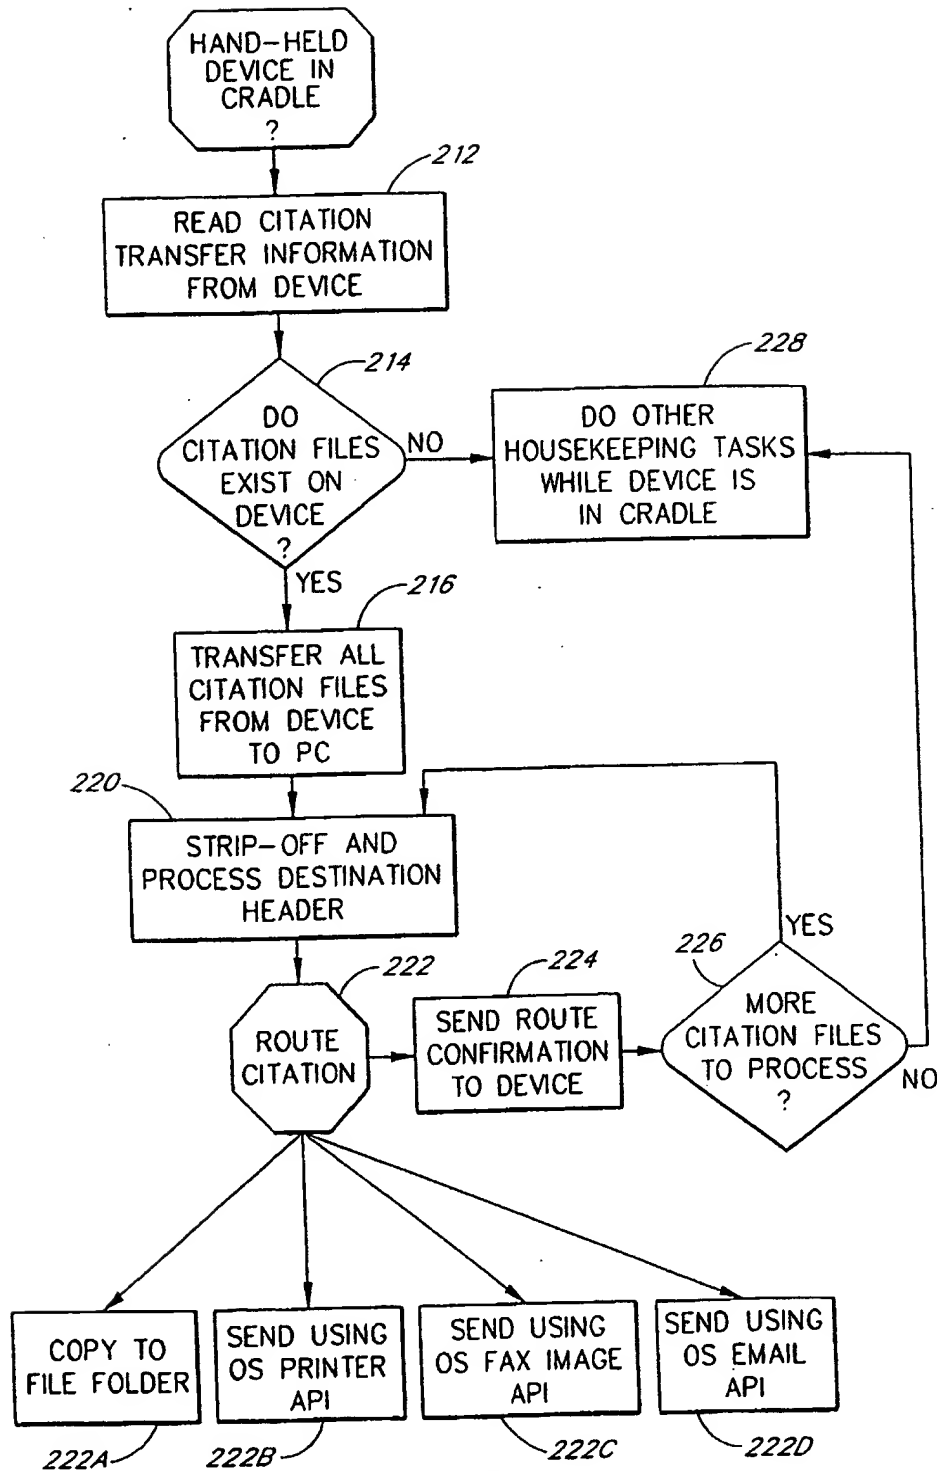 HAND-HELD
DEVICE IN
CRADLE
?
212
READ CITATION
TRANSFER INFORMATION
FROM DEVICE
214
DO
CITATION FILES
EXIST ON
DEVICE
?
NO
228
DO OTHER
HOUSEKEEPING TASKS
WHILE DEVICE IS
IN CRADLE
YES
216
TRANSFER ALL
CITATION FILES
FROM DEVICE
TO PC
220
STRIP-OFF AND
PROCESS DESTINATION
HEADER
222
ROUTE
CITATION
224
SEND ROUTE
CONFIRMATION
TO DEVICE
226
YES
MORE
CITATION FILES
TO PROCESS
?
NO
COPY TO
FILE FOLDER
222A
SEND USING
OS PRINTER
API
222B
SEND USING
OS FAX IMAGE
API
222C
SEND USING
OS EMAIL
API
222D